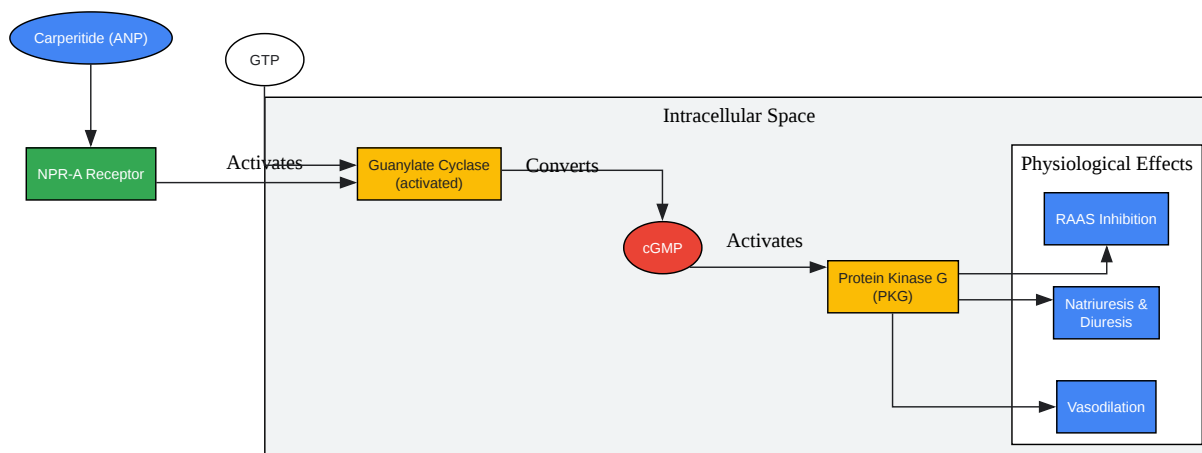 Carperitide (ANP)
GTP
Intracellular Space
NPR-A Receptor
Activates
Guanylate Cyclase
(activated)
Converts
cGMP
Activates
Protein Kinase G
(PKG)
Physiological Effects
RAAS Inhibition
Natriuresis &
Diuresis
Vasodilation